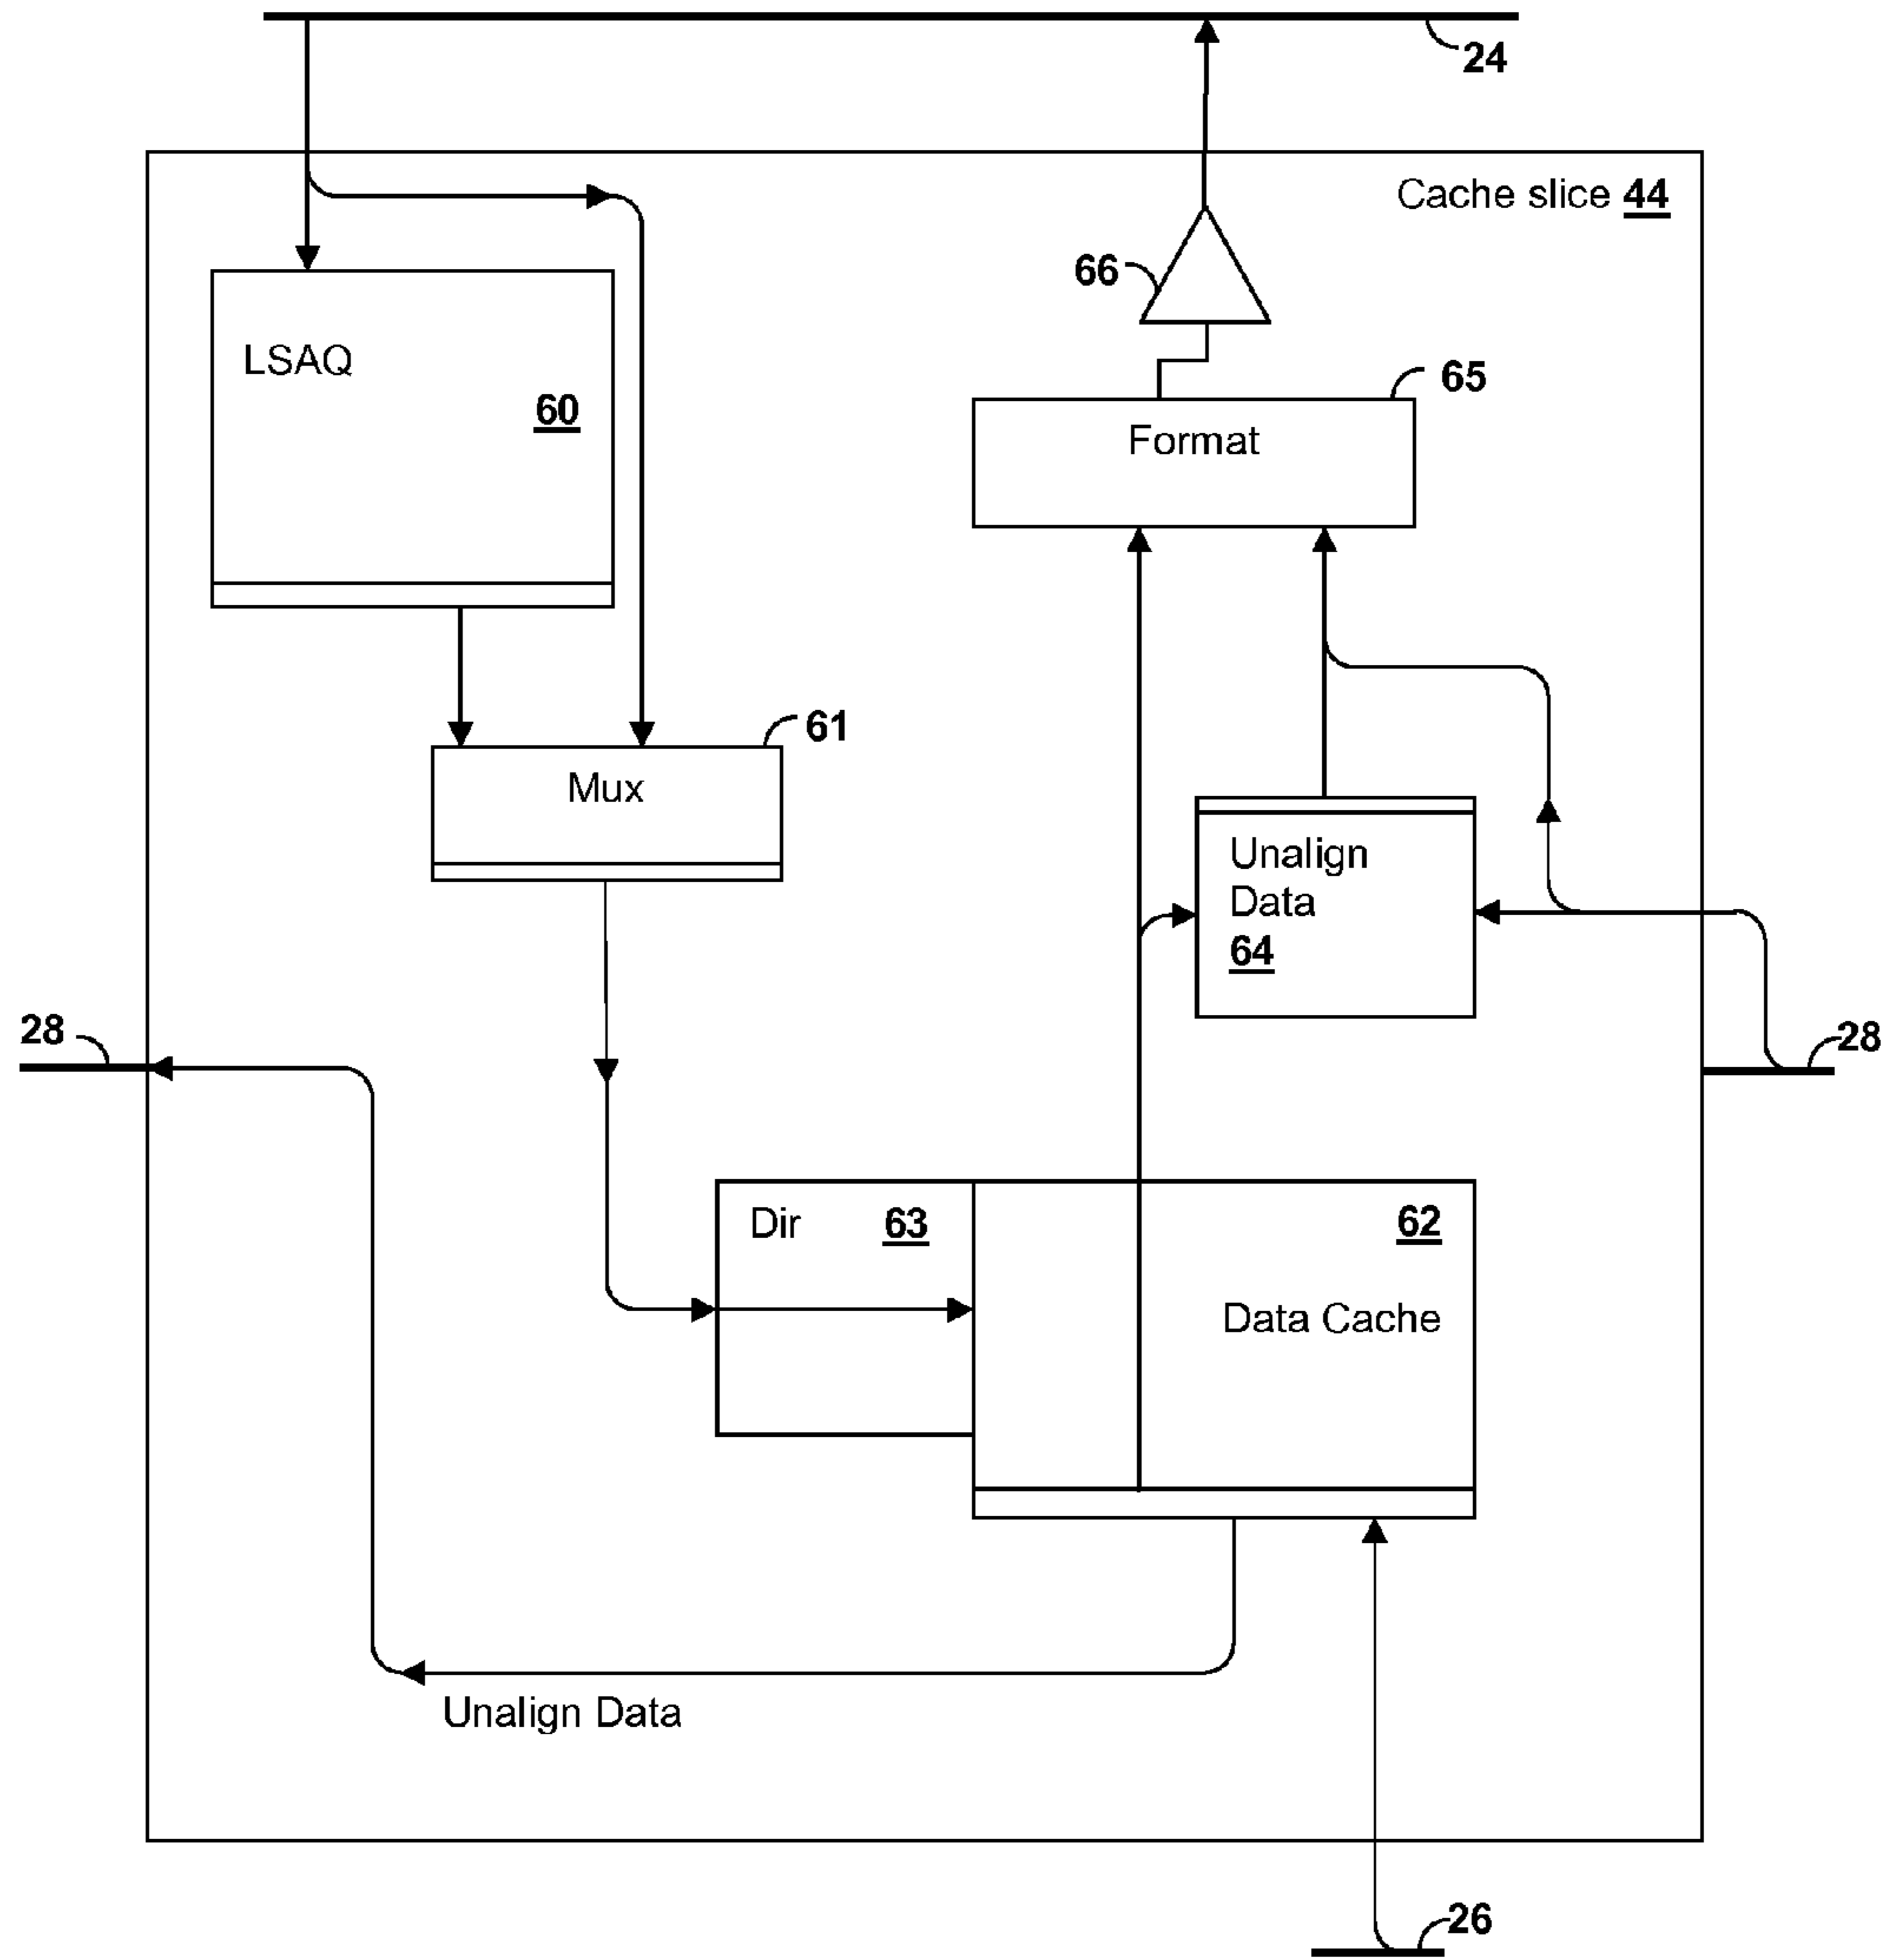 24
Cache slice 44
66
LSAQ
60
65
Format
61
Mux
Unalign
Data
64
28
28
Dir
63
62
Data Cache
Unalign Data
26